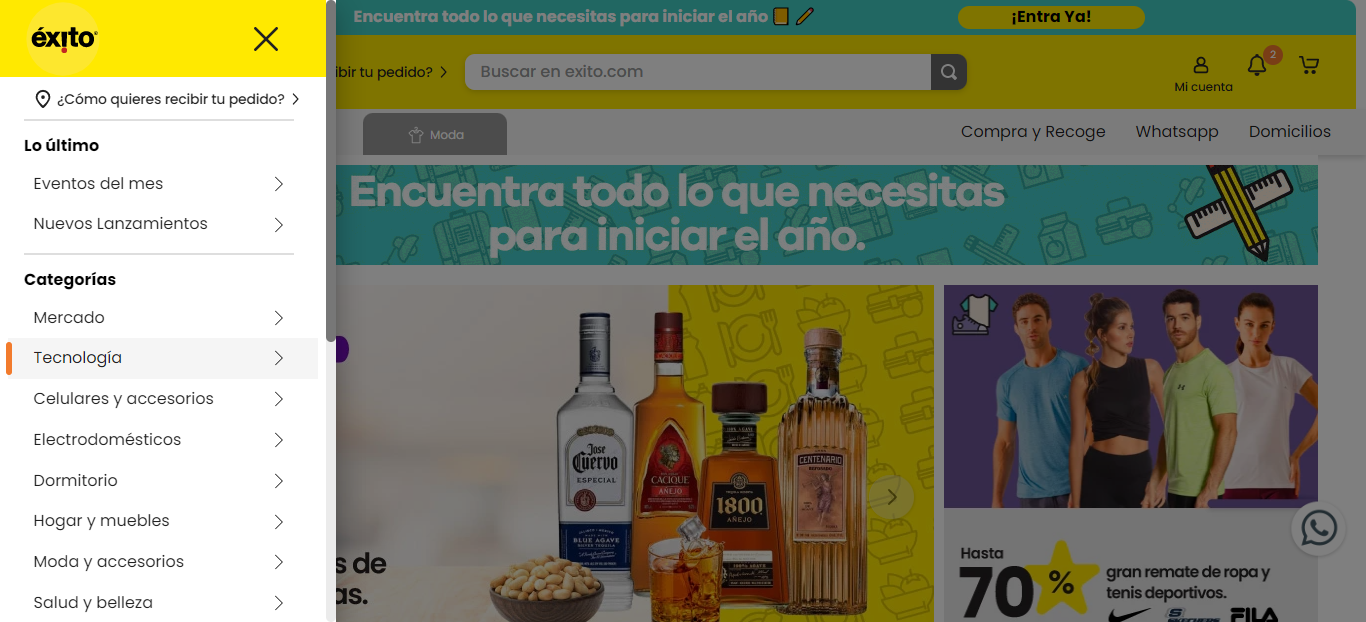 éxito
¿Cómo quieres recibir tu pedido?
Lo último
Eventos del mes
Nuevos Lanzamientos
Categorías
Mercado
Tecnología
Celulares y accesorios
Electrodomésticos
Dormitorio
Hogar y muebles
Moda y accesorios
Salud y belleza
Encuentra todo lo que necesitas para iniciar el año
¡Entra Ya!
ibir tu pedido?
Buscar en exito.com
Mi cuenta
2
Moda
Compra y Recoge
Whatsapp
Domicilios
Encuentra todo lo que necesitas
para iniciar el año.
Jose
Cuervo
ESPECIAL
BLUE AGAVE
CACIQUE
AÑEJO
1800
AÑEJO
100% AGAVE
CENTENARIO
s de
as.
Hasta
70%
gran remate de ropa y
tenis deportivos.
SKECHERS
FILA